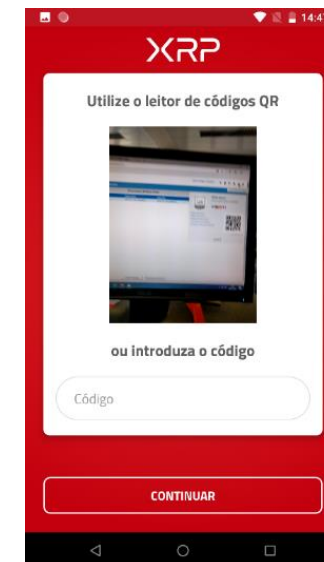 14:4
XRP
Utilize o leitor de códigos QR
ou introduza o código
Código
CONTINUAR